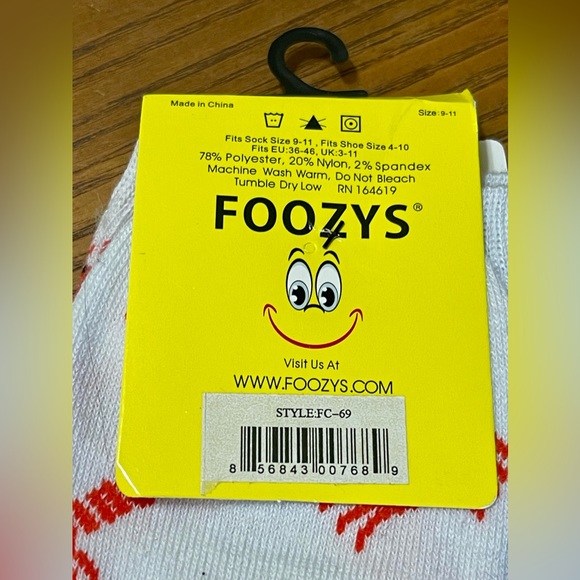 Made in China
Size: 9-11
Fits Sock Size 9-11, Fits Shoe Size 4-10
Fits EU:36-46, UK:3-11
78% Polyester, 20% Nylon, 2% Spandex
Machine Wash Warm, Do Not Bleach
Tumble Dry Low RN 164619
FOOZYS®
Visit Us At
WWW.FOOZYS.COM
STYLE:FC-69
8 56843 00768 9